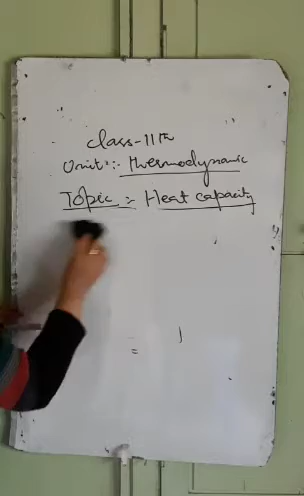 Class-11th
Unit:- Thermodynamic
Topic:- Heat capacity
=